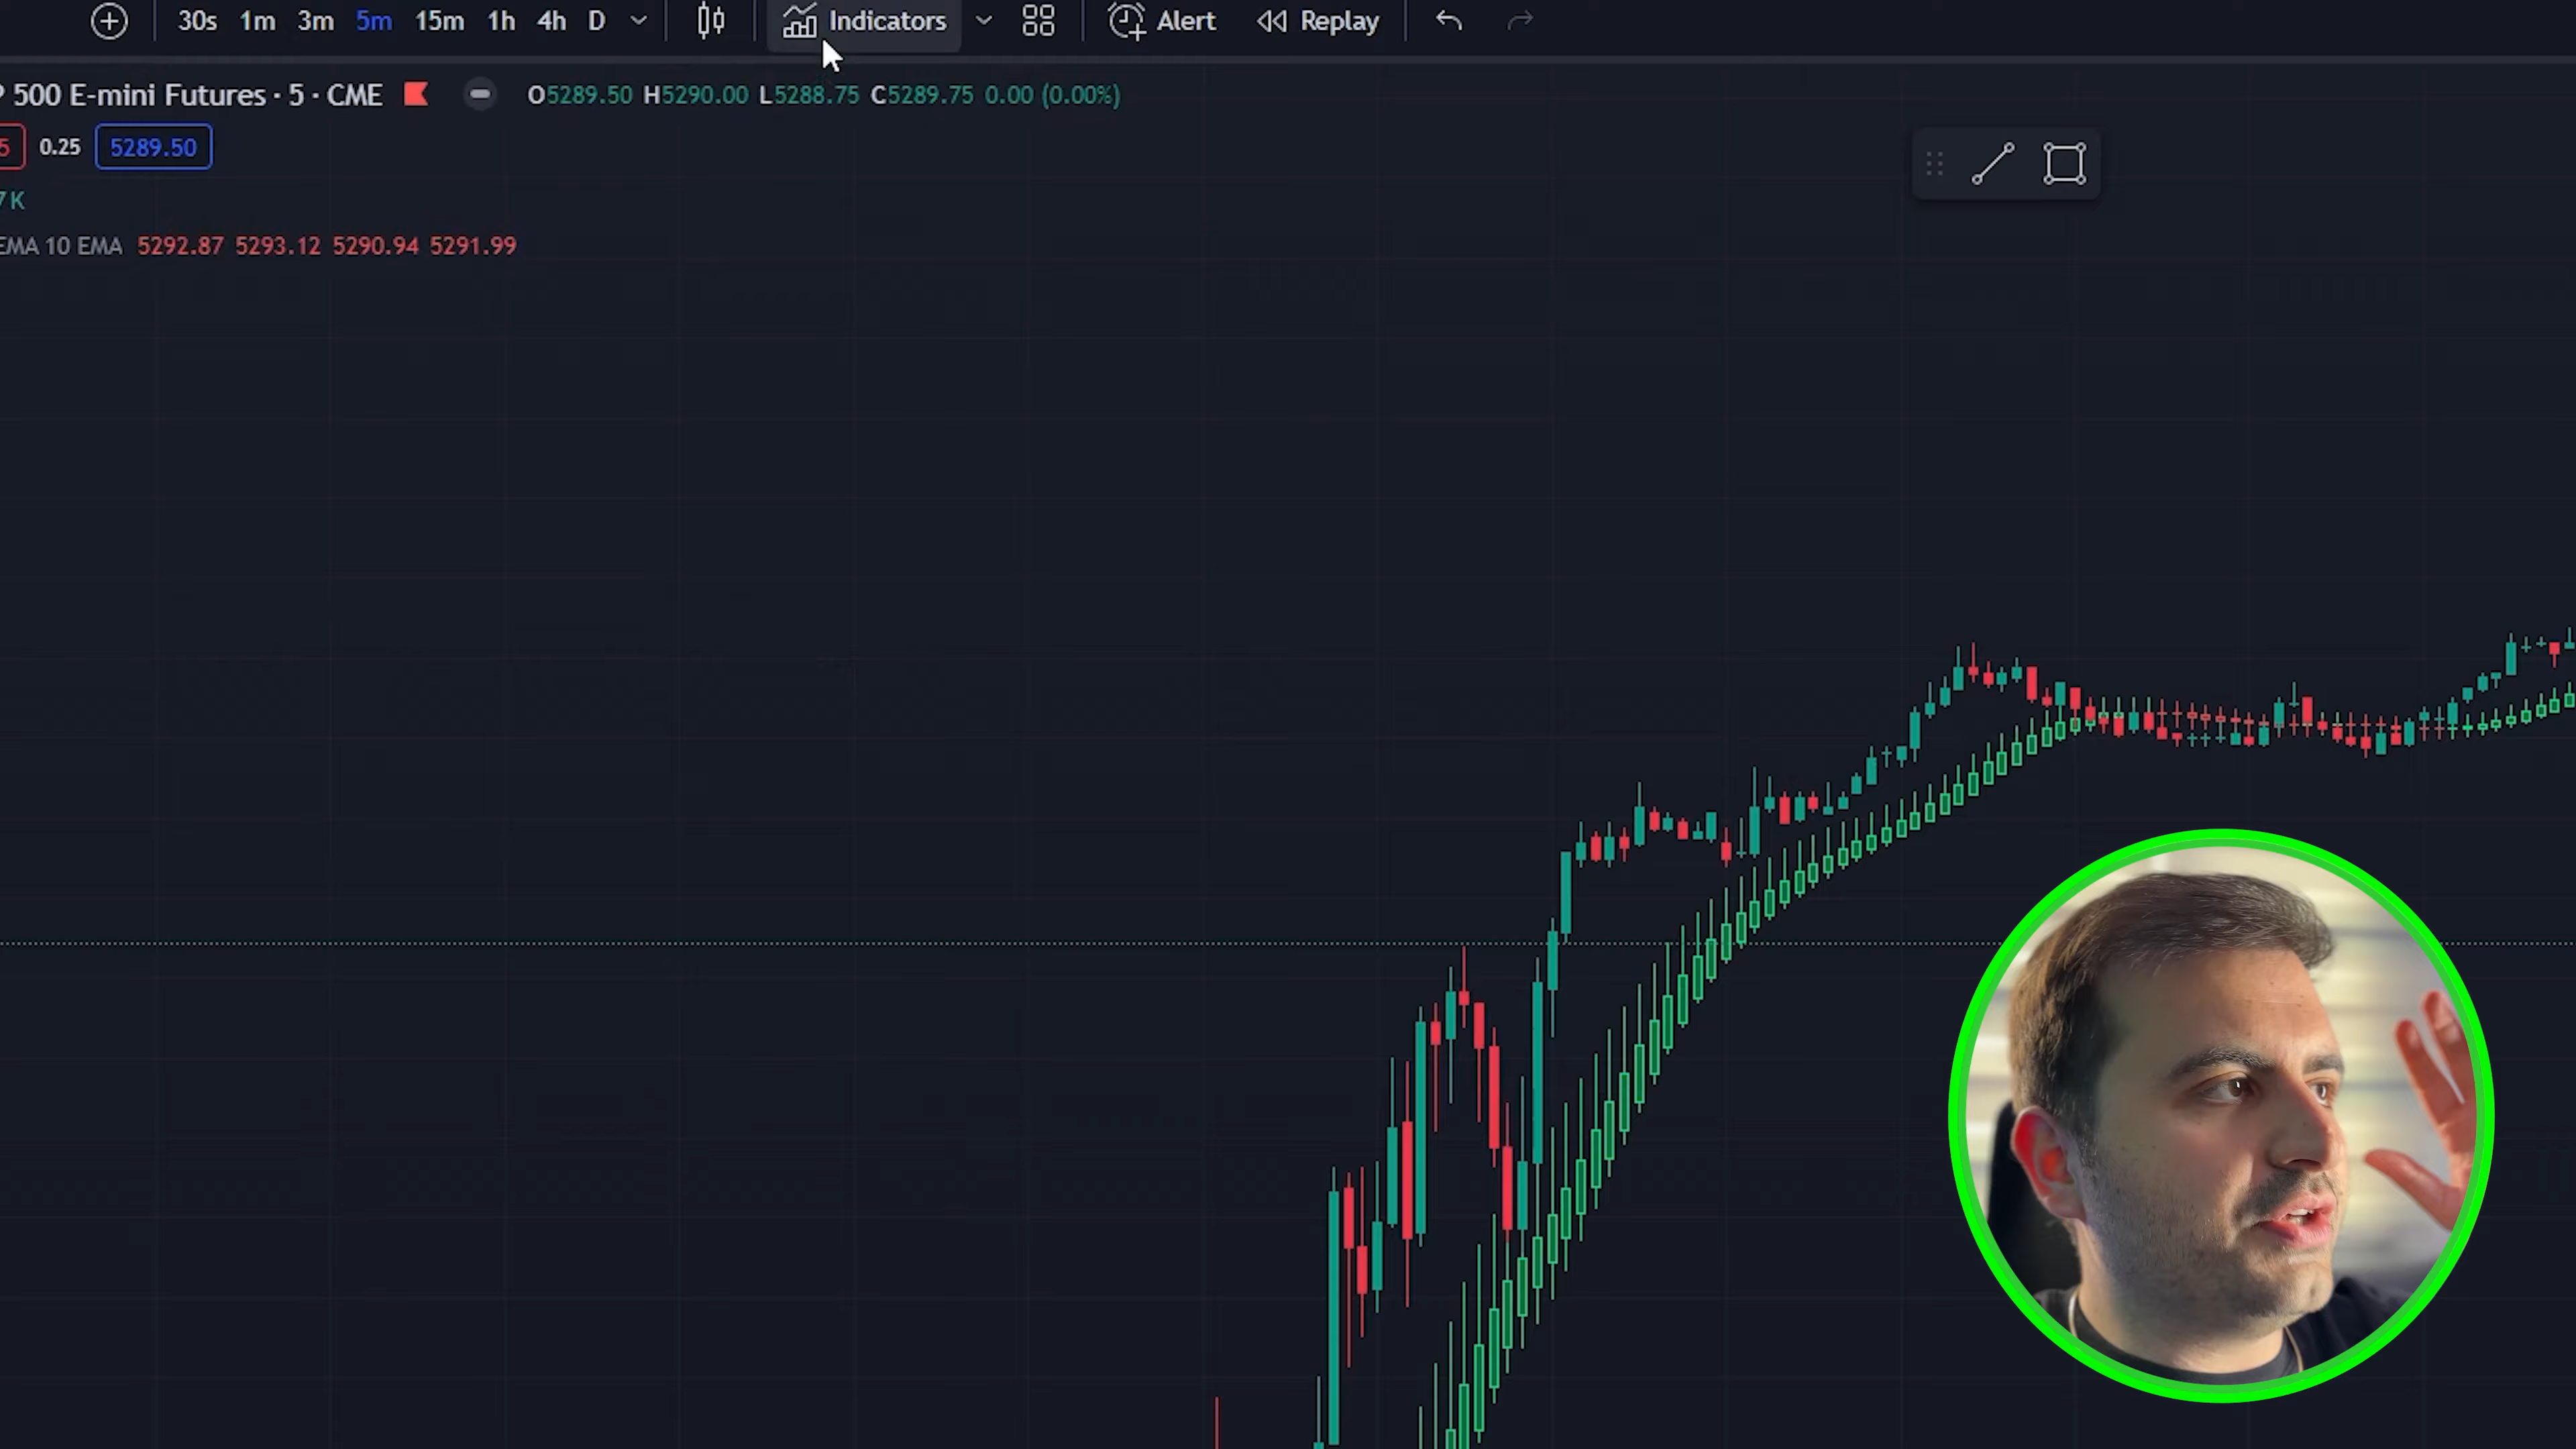 30s 1m 3m 5m 15m 1h 4h D Indicators Alert Replay
500 E-mini Futures · 5 · CME O5289.50 H5290.00 L5288.75 C5289.75 0.00 (0.00%)
5 0.25 5289.50
7K
EMA 10 EMA 5292.87 5293.12 5290.94 5291.99